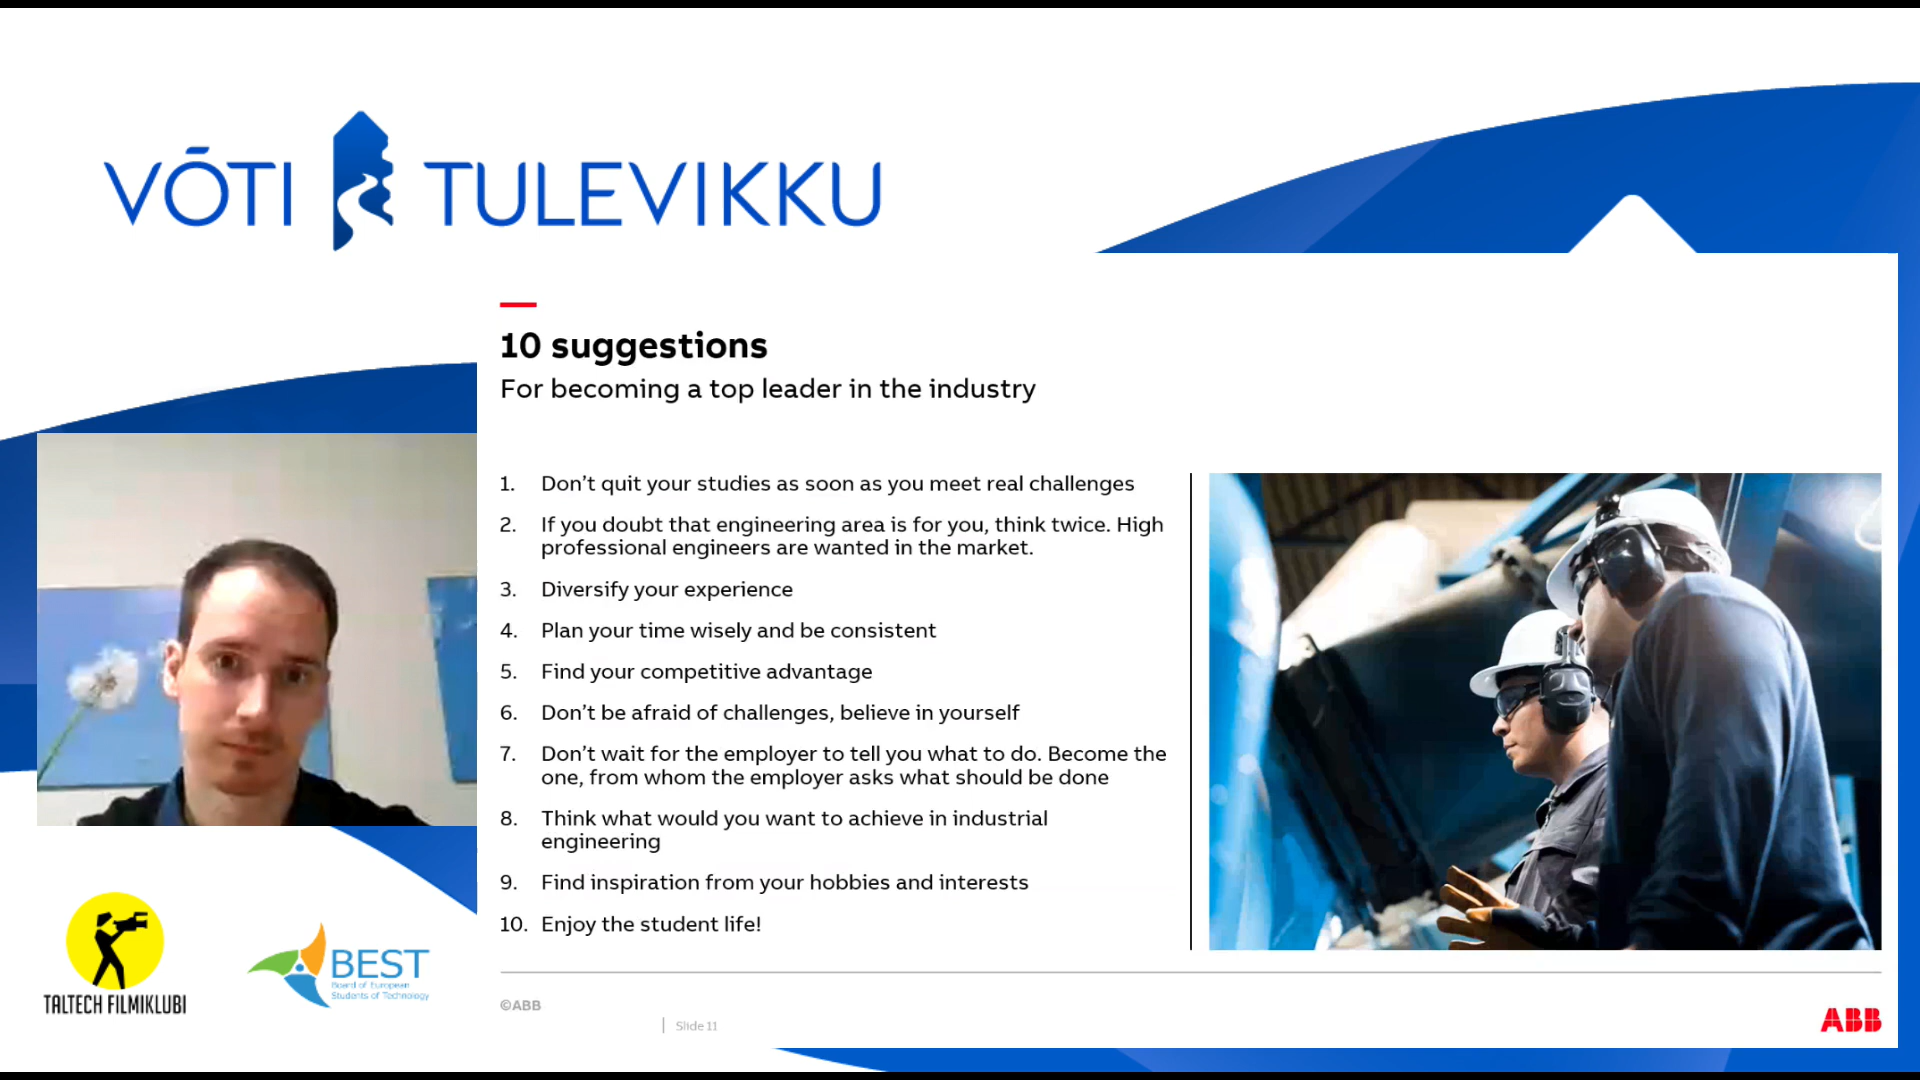 VÕTI TULEVIKKU
10 suggestions
For becoming a top leader in the industry
1. Don't quit your studies as soon as you meet real challenges
2. If you doubt that engineering area is for you, think twice. High
professional engineers are wanted in the market.
3. Diversify your experience
4. Plan your time wisely and be consistent
5. Find your competitive advantage
6. Don't be afraid of challenges, believe in yourself
7. Don't wait for the employer to tell you what to do. Become the
one, from whom the employer asks what should be done
8. Think what would you want to achieve in industrial
engineering
9. Find inspiration from your hobbies and interests
10. Enjoy the student life!
TALTECH FILMIKLUBI
BEST
Board of European
Students of Technology
©ABB
Slide 11
ABB